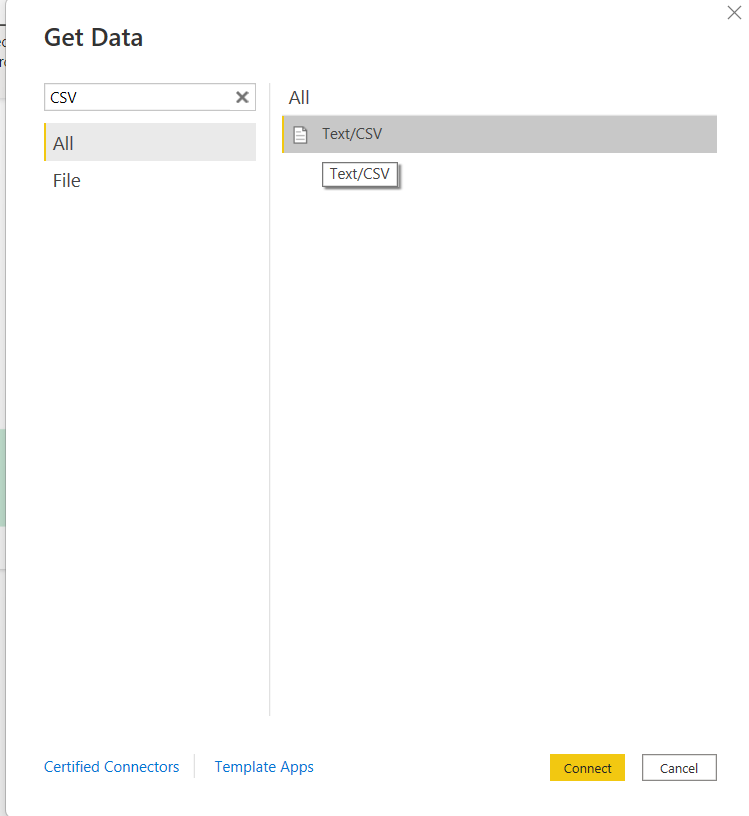 Get Data
CSV
All
File
All
Text/CSV
Text/CSV
Certified Connectors
Template Apps
Connect
Cancel